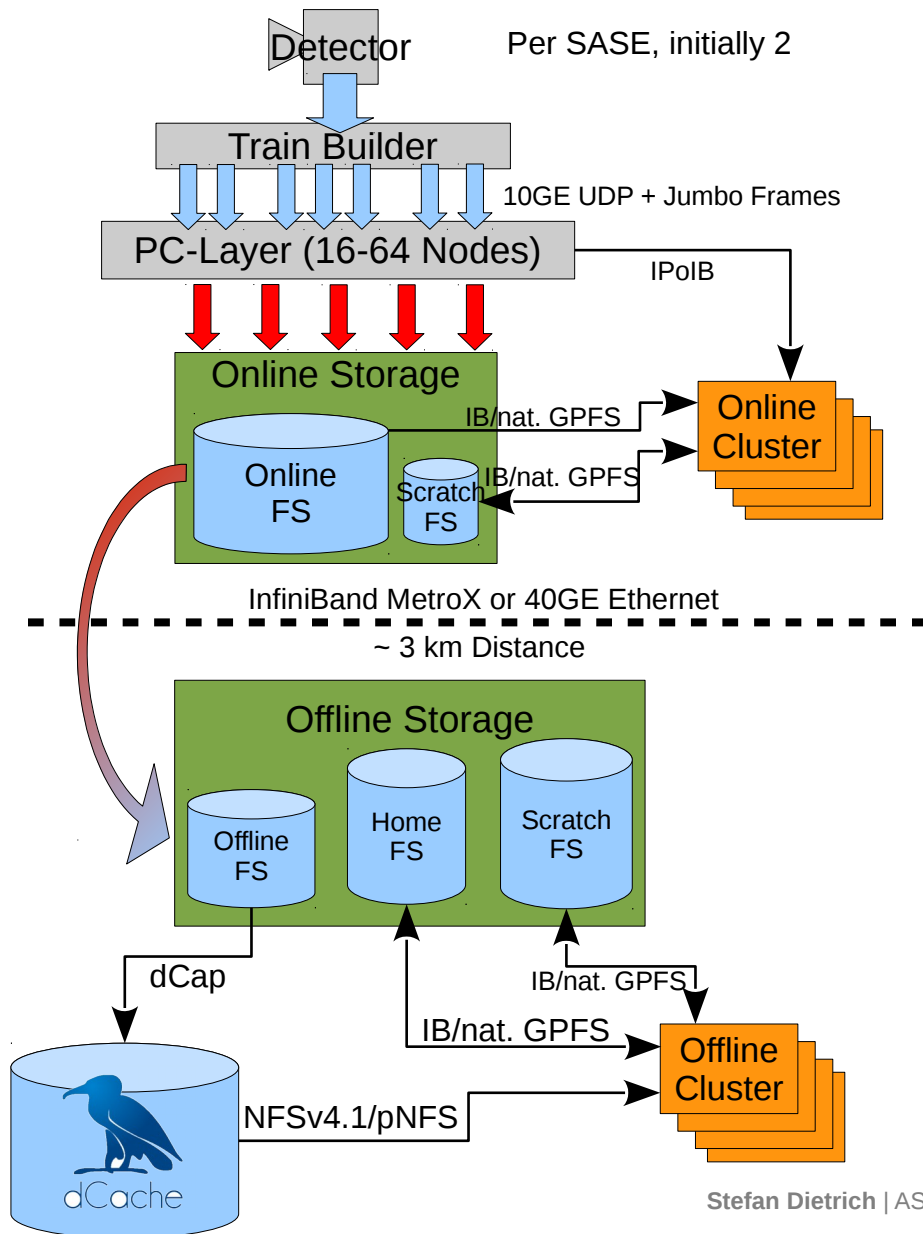 Detector
Per SASE, initially 2
Train Builder
10GE UDP + Jumbo Frames
PC-Layer (16-64 Nodes)
IPoIB
Online Storage
IB/nat. GPFS
Online
Cluster
Online
FS
IB/nat. GPFS
Scratch
FS
InfiniBand MetroX or 40GE Ethernet
~ 3 km Distance
Offline Storage
Offline
FS
Home
FS
Scratch
FS
dCap
IB/nat. GPFS
IB/nat. GPFS
Offline
Cluster
NFSv4.1/pNFS
dCache
Stefan Dietrich | AS